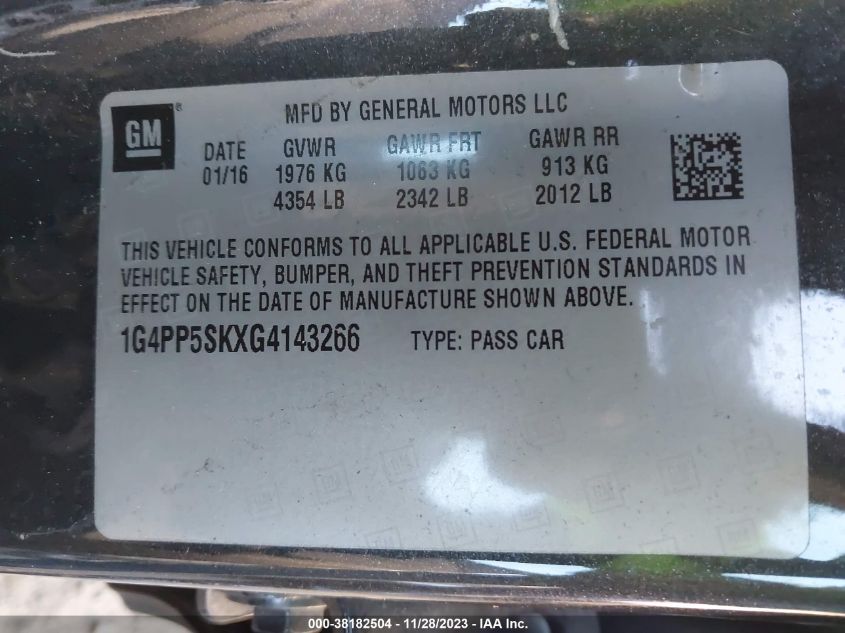 GM ®
MFD BY GENERAL MOTORS LLC
DATE GVWR GAWR FRT GAWR RR
01/16 1976 KG 1063 KG 913 KG
4354 LB 2342 LB 2012 LB
THIS VEHICLE CONFORMS TO ALL APPLICABLE U.S. FEDERAL MOTOR
VEHICLE SAFETY, BUMPER, AND THEFT PREVENTION STANDARDS IN
EFFECT ON THE DATE OF MANUFACTURE SHOWN ABOVE.
1G4PP5SKXG4143266 TYPE: PASS CAR
000-38182504 - 11/28/2023 - IAA Inc.